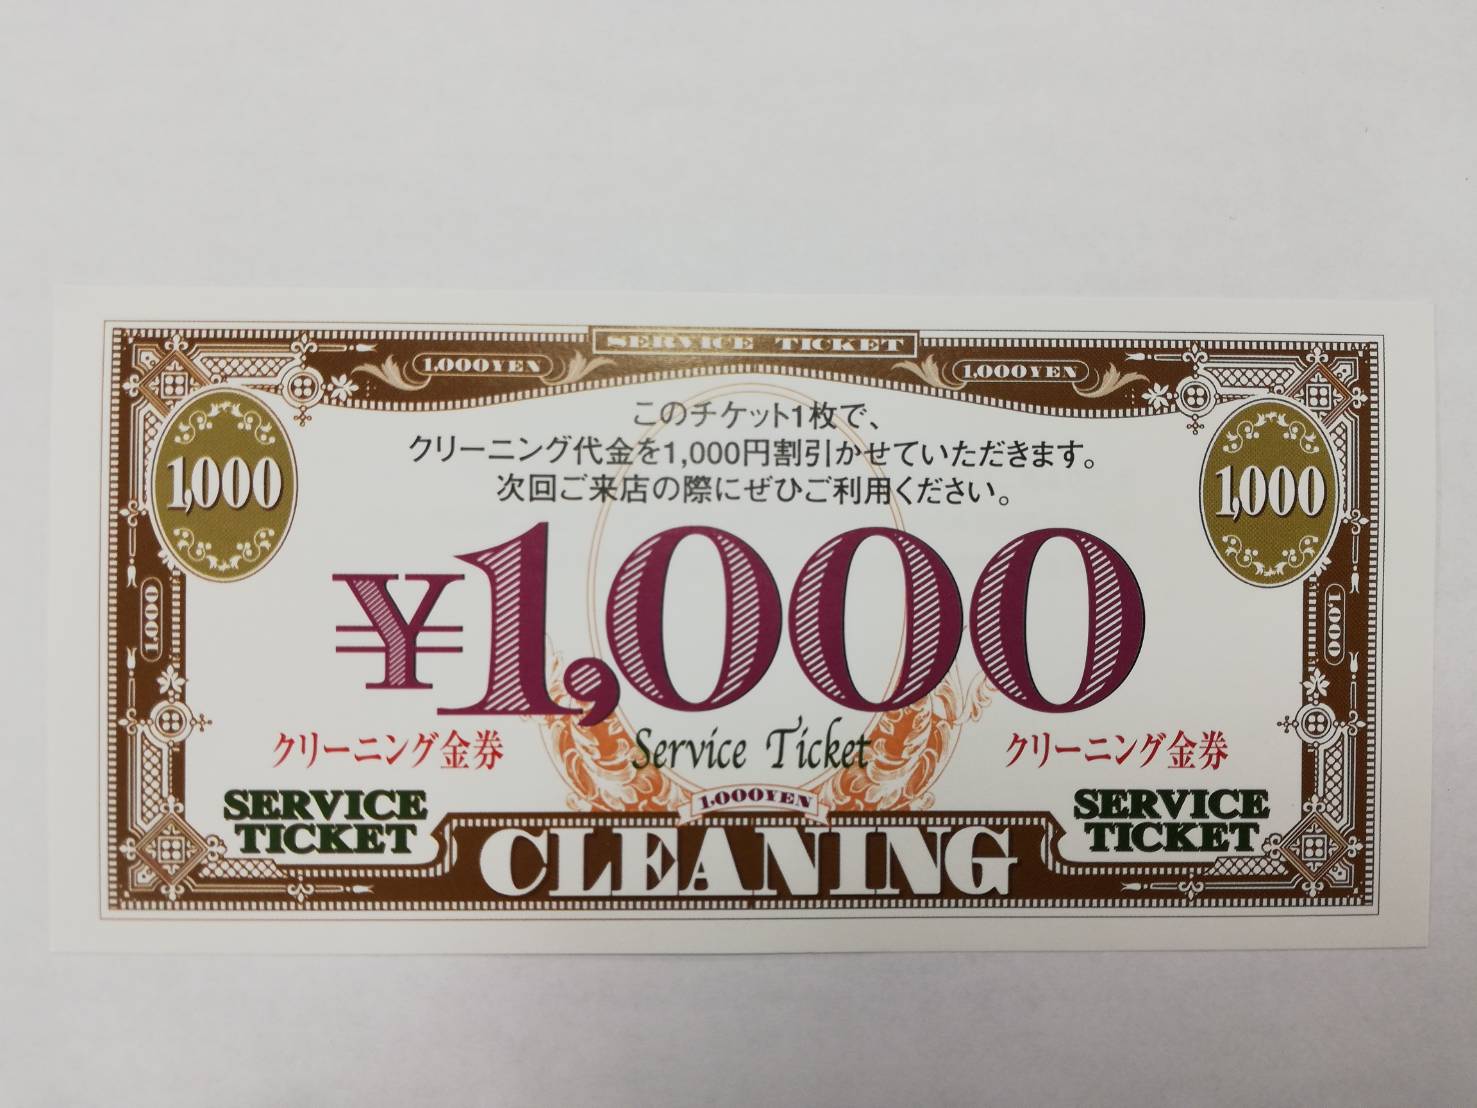 SERVICE TICKET
1,000YEN
1,000YEN
このチケット1枚で、
クリーニング代金を1,000円割引かせていただきます。
次回ご来店の際にぜひご利用ください。
1,000
1,000
¥1,000
1,000
1,000
クリーニング金券
Service Ticket
クリーニング金券
1,000YEN
SERVICE
TICKET
SERVICE
TICKET
CLEANING